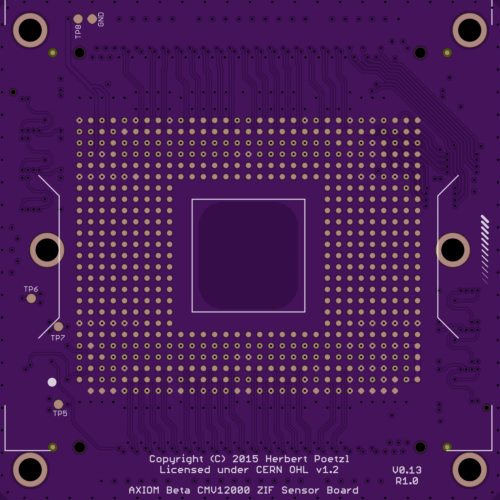 TP8
GND
TP6
TP7
TP5
Copyright (C) 2015 Herbert Poetzl
Licensed under CERN OHL v1.2
V0.13
R1.0
AXIOM Beta CMV12000 ZIF Sensor Board